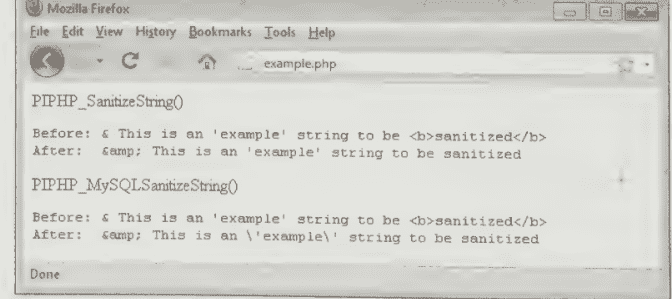 Mozilla Firefox
File Edit View History Bookmarks Tools Help
example.php
PIPHP_SanitizeString()
Before: & This is an 'example' string to be <b>sanitized</b>
After: &amp; This is an 'example' string to be sanitized
PIPHP_MySQLSanitizeString()
Before: & This is an 'example' string to be <b>sanitized</b>
After: &amp; This is an \'example\' string to be sanitized
Done